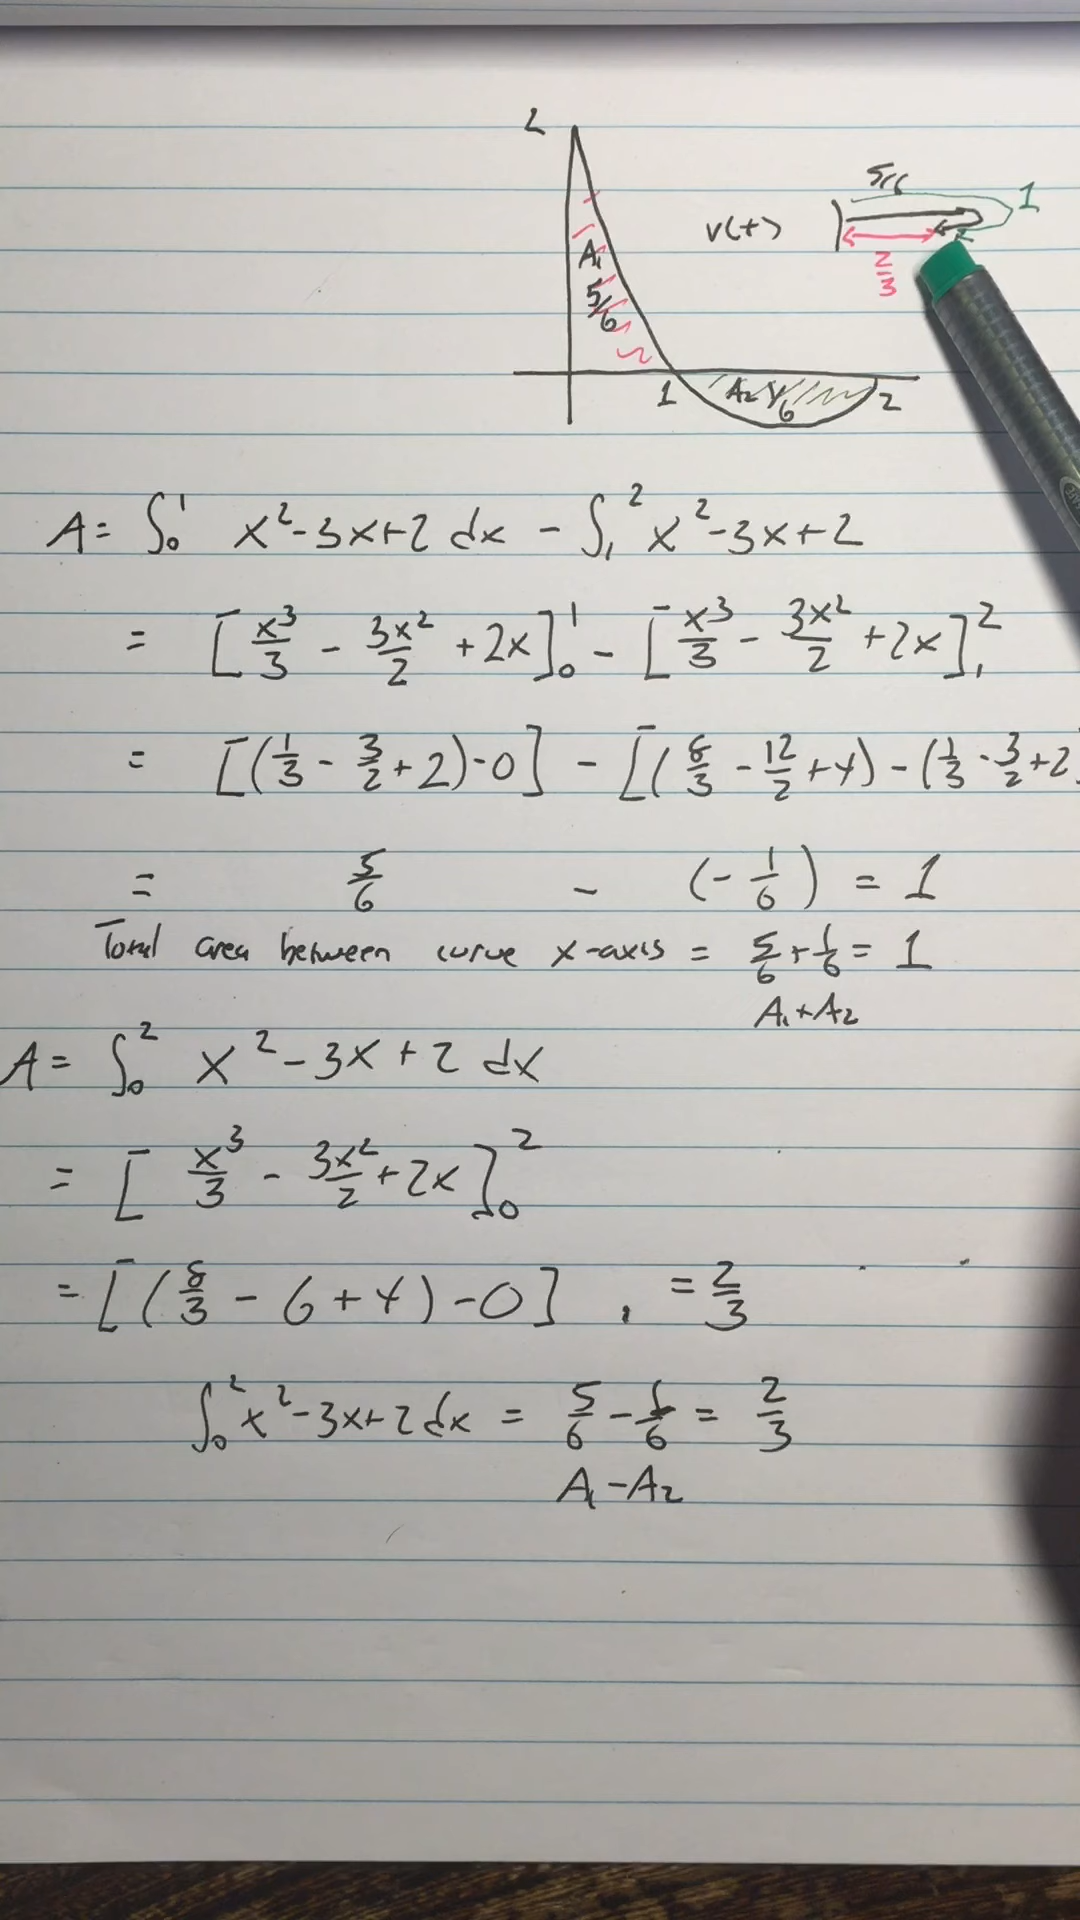 2
5/6
1
v(t)
2/3
A₁
5/6
1
A₂ 1/6
2
A = ∫₀¹ x² - 3x + 2 dx - ∫₁² x² - 3x + 2
= [x³/3 - 3x²/2 + 2x]₀¹ - [x³/3 - 3x²/2 + 2x]₁²
= [(1/3 - 3/2 + 2) - 0] - [(8/3 - 12/2 + 4) - (1/3 - 3/2 + 2
= 5/6 - (-1/6) = 1
Total area between curve x-axis = 5/6 + 1/6 = 1
A₁ + A₂
A = ∫₀² x² - 3x + 2 dx
= [x³/3 - 3x²/2 + 2x]₀²
= [(8/3 - 6 + 4) - 0] , = 2/3
∫₀² x² - 3x + 2 dx = 5/6 - 1/6 = 2/3
A₁ - A₂